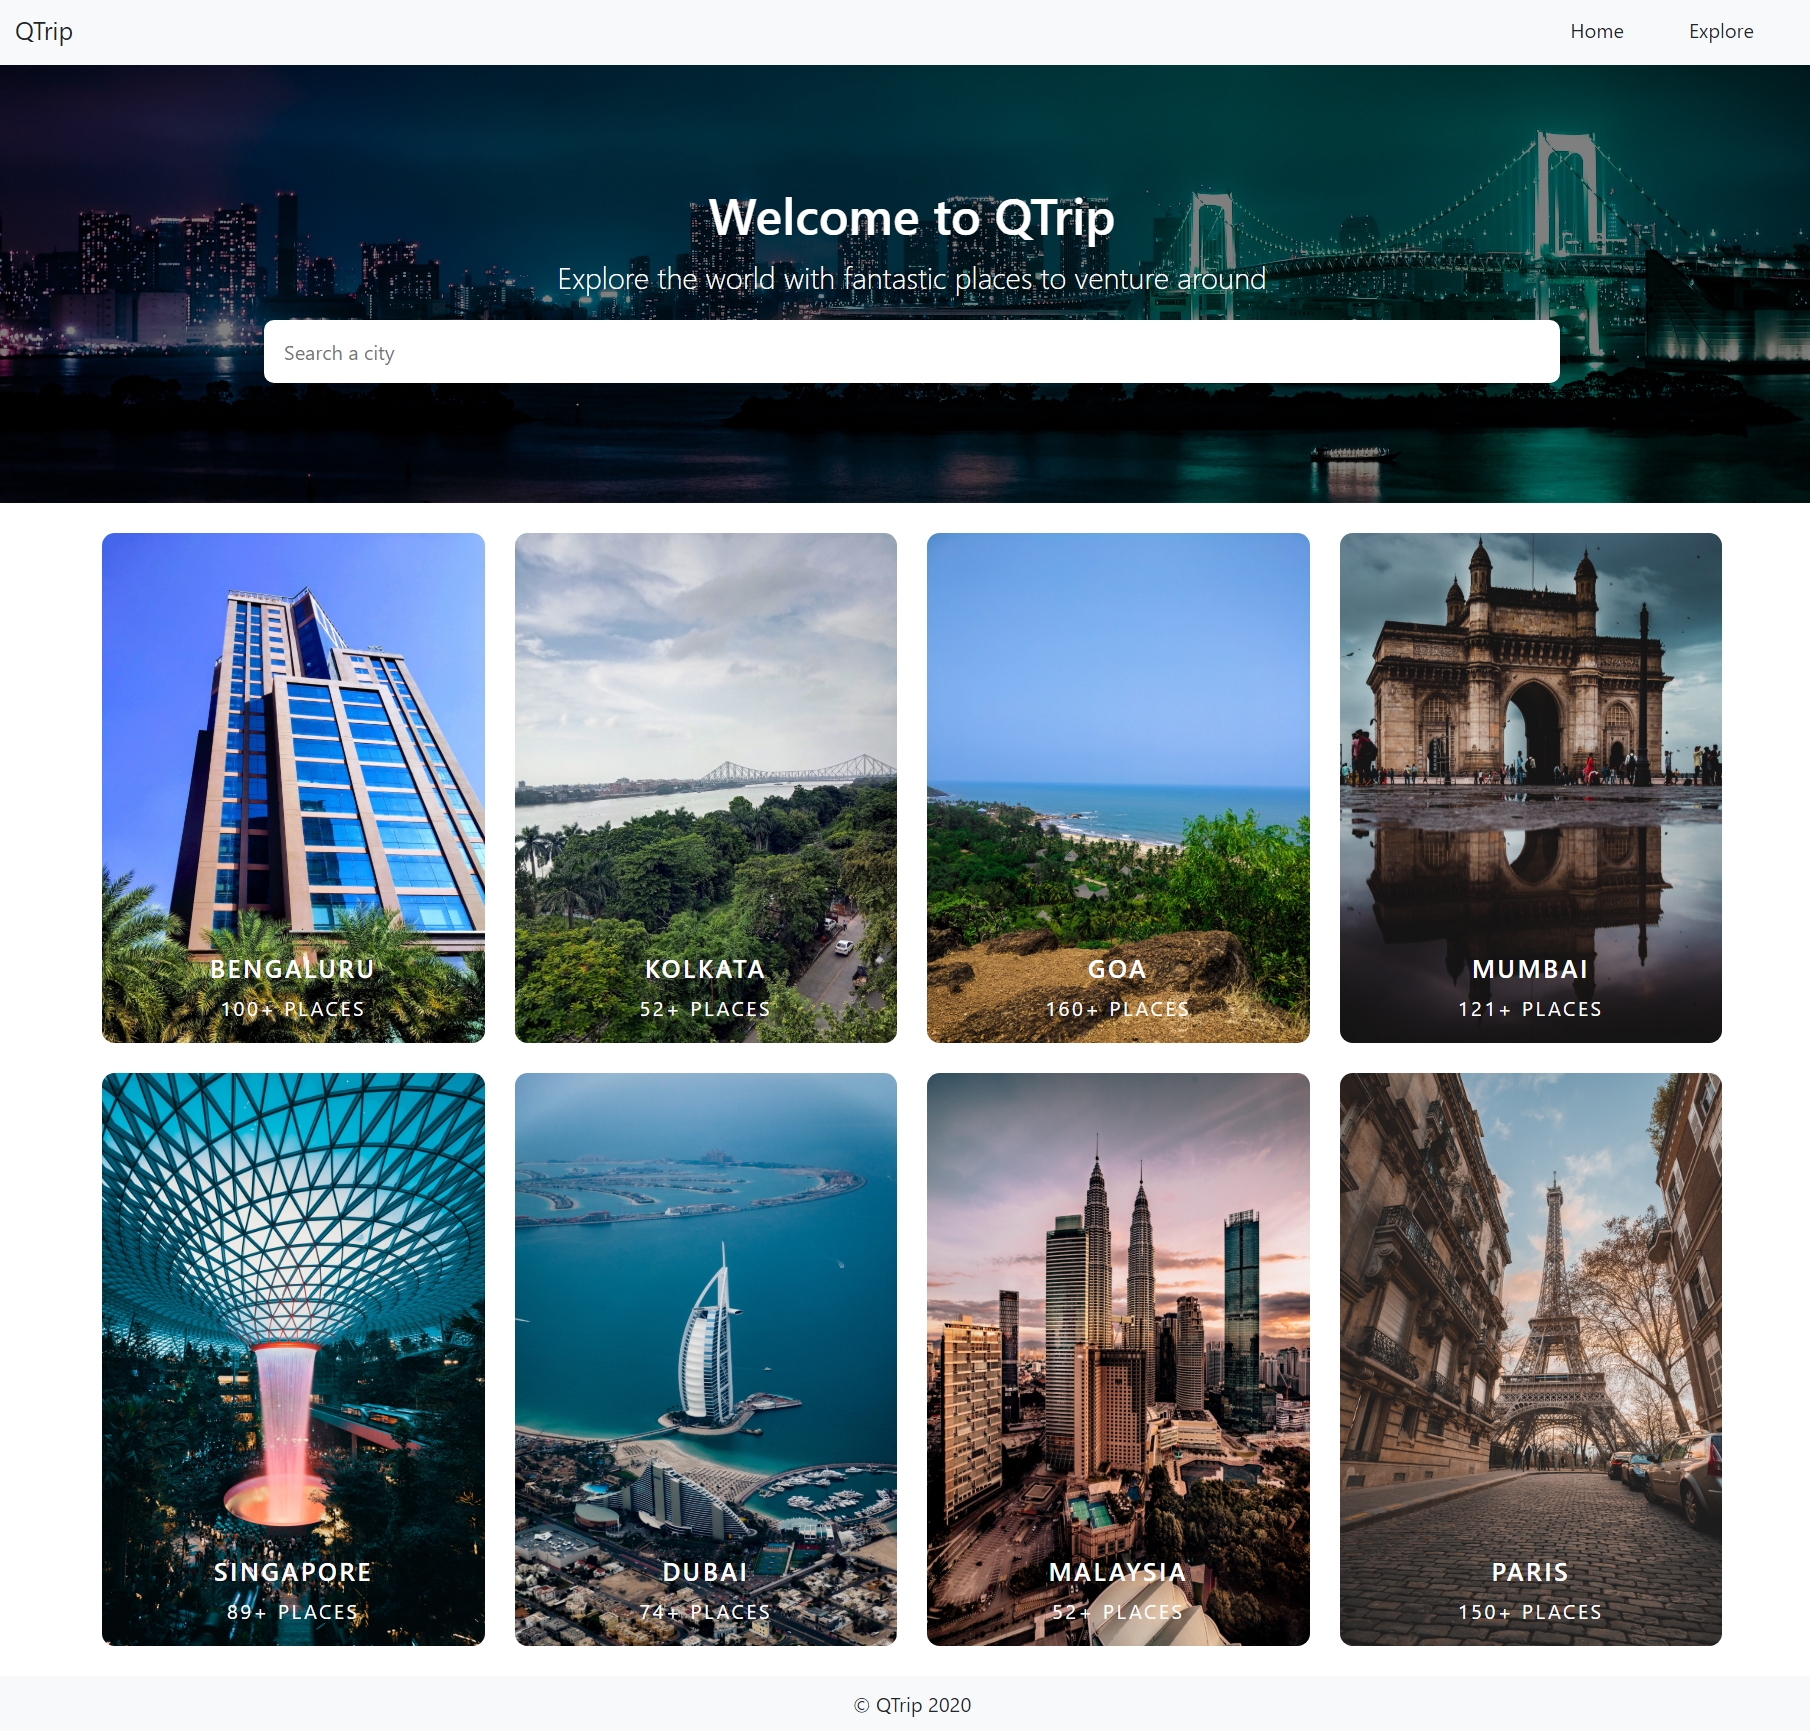 QTrip
Home
Explore
Welcome to QTrip
Explore the world with fantastic places to venture around
Search a city
BENGALURU
100+ PLACES
KOLKATA
52+ PLACES
GOA
160+ PLACES
MUMBAI
121+ PLACES
SINGAPORE
89+ PLACES
DUBAI
74+ PLACES
MALAYSIA
52+ PLACES
PARIS
150+ PLACES
© QTrip 2020